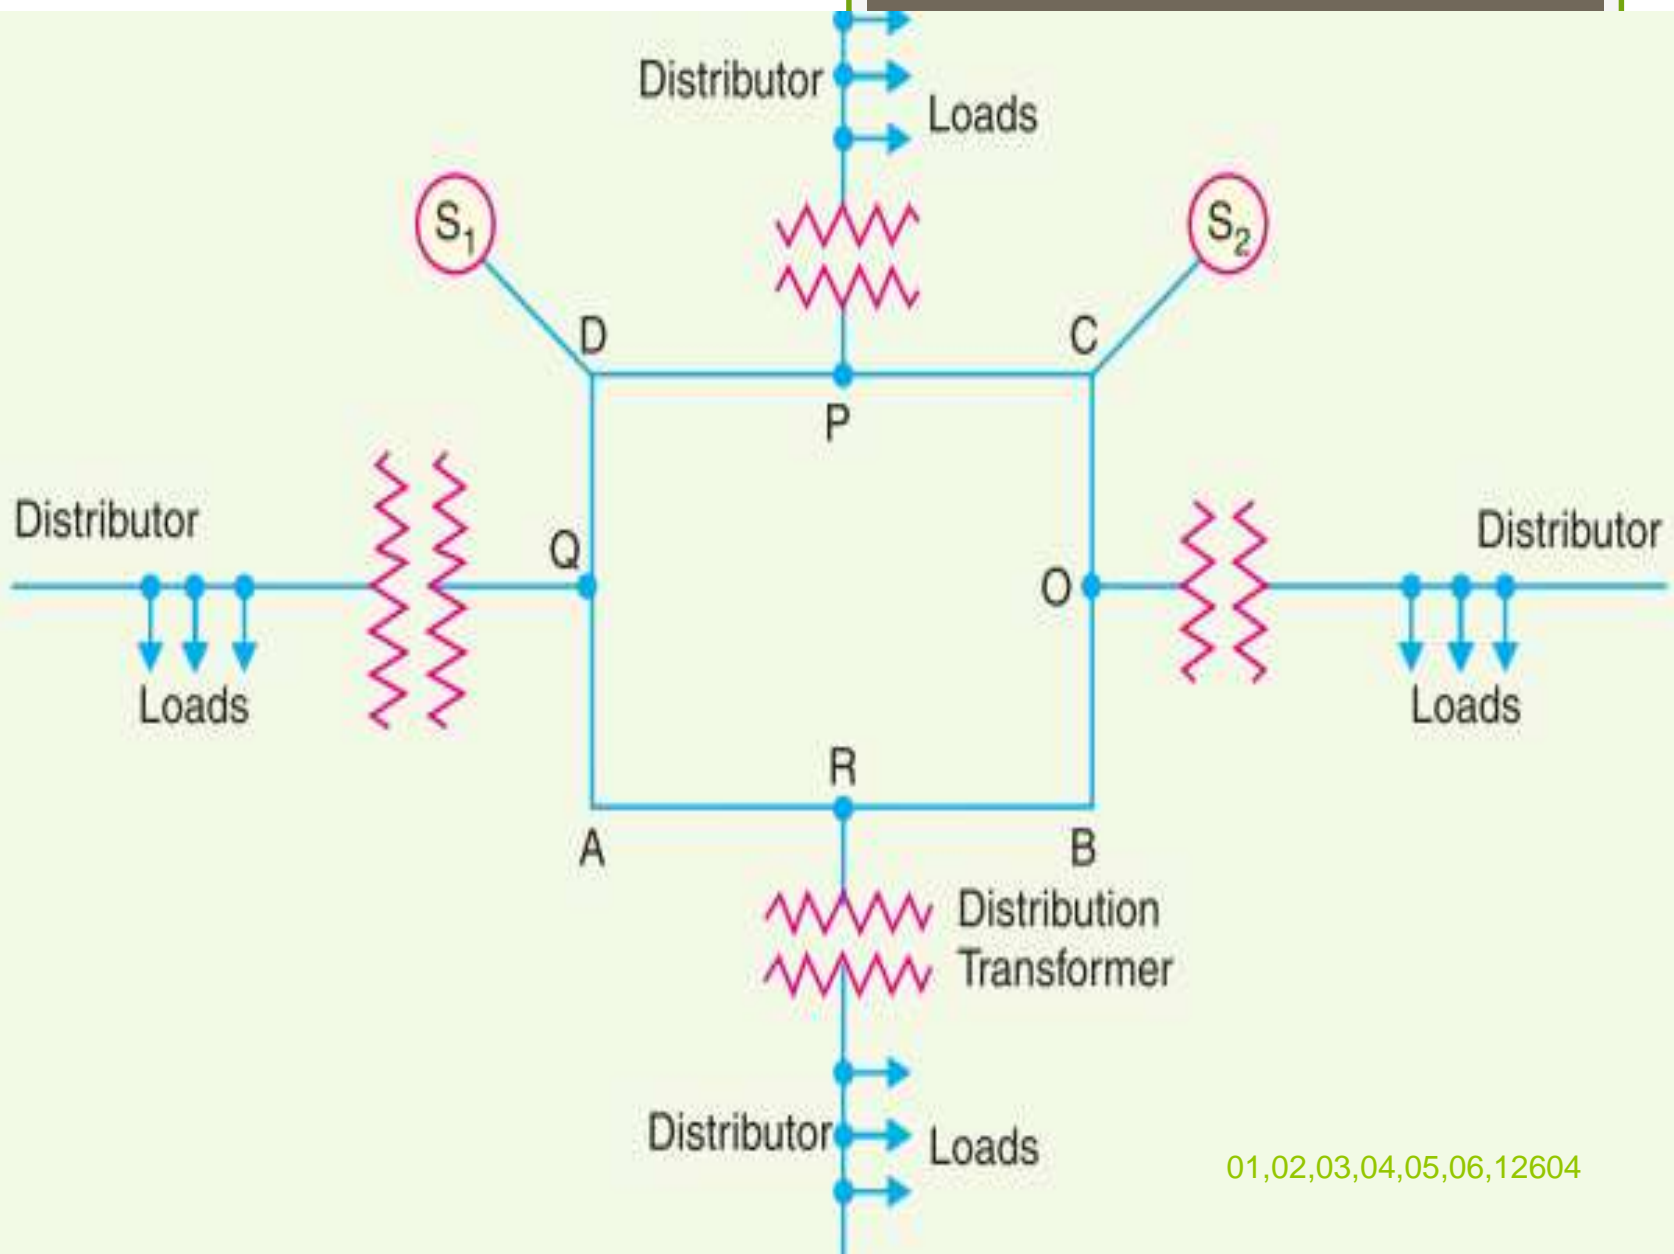 Distributor
Loads
S1
S2
D
C
P
Distributor
Q
O
Distributor
Loads
Loads
R
A
B
Distribution
Transformer
Distributor
Loads
01,02,03,04,05,06,12604